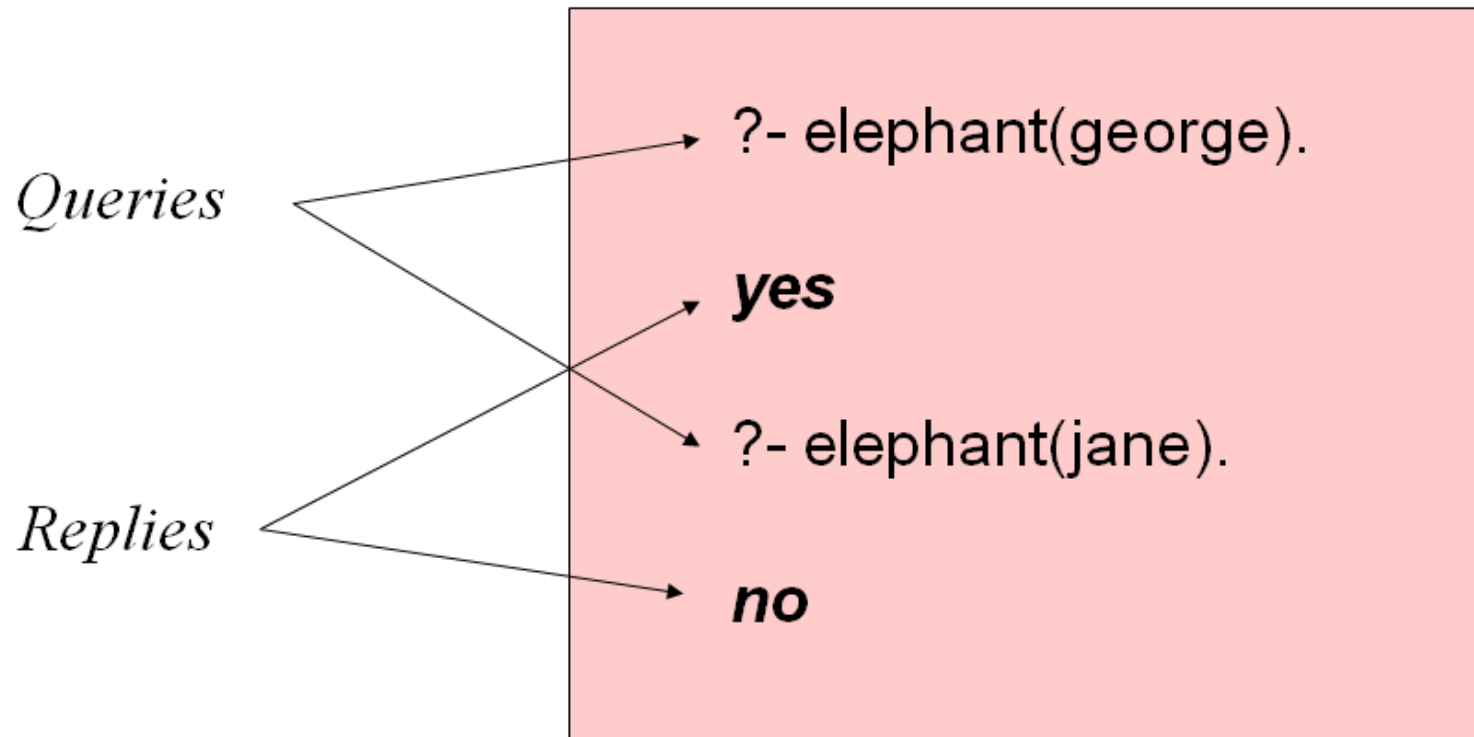 ?- elephant(george).
Queries
yes
?- elephant(jane).
Replies
no